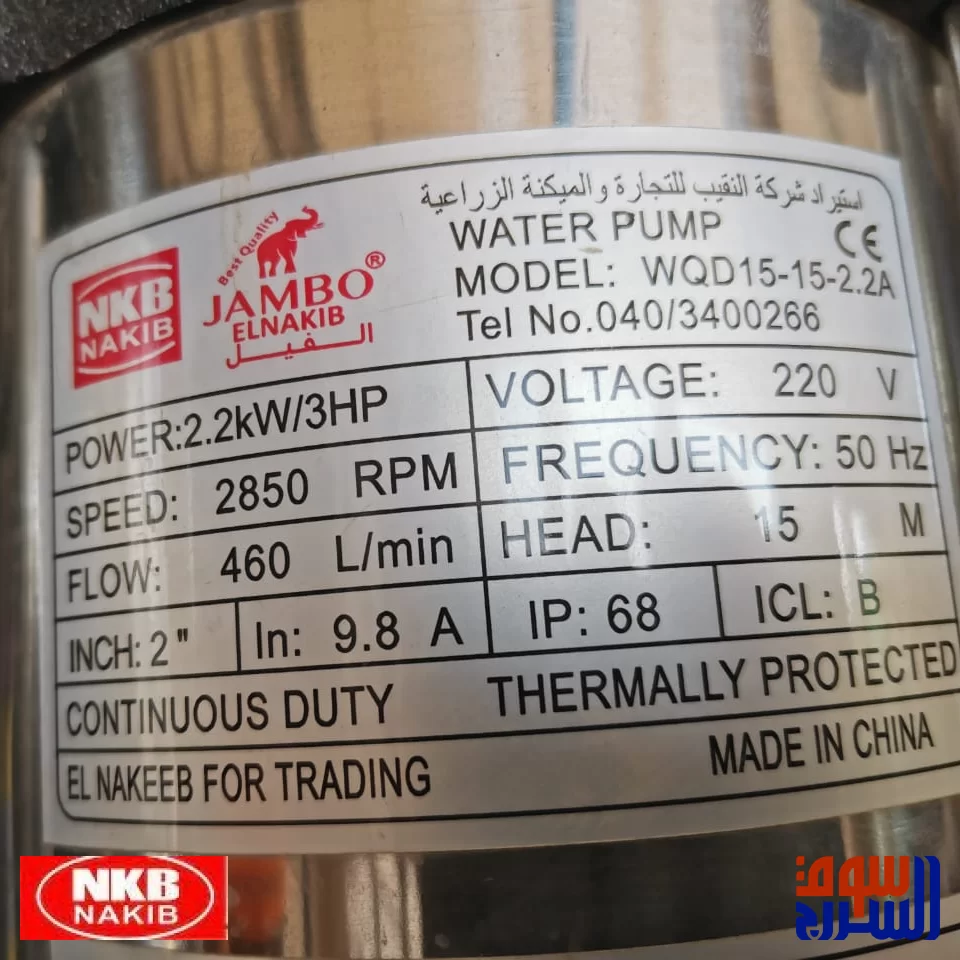 استيراد شركة النقيب للتجارة والميكنة الزراعية
NKB
NAKIB
Best Quality
JAMBO®
ELNAKIB
الفيل
WATER PUMP
CE
MODEL: WQD15-15-2.2A
Tel No.040/3400266
POWER:2.2kW/3HP
VOLTAGE: 220 V
SPEED: 2850 RPM
FREQUENCY: 50 Hz
FLOW: 460 L/min
HEAD: 15 M
INCH: 2" In: 9.8 A IP: 68 ICL: B
CONTINUOUS DUTY THERMALLY PROTECTED
EL NAKEEB FOR TRADING MADE IN CHINA
NKB
NAKIB
سوق
السرج